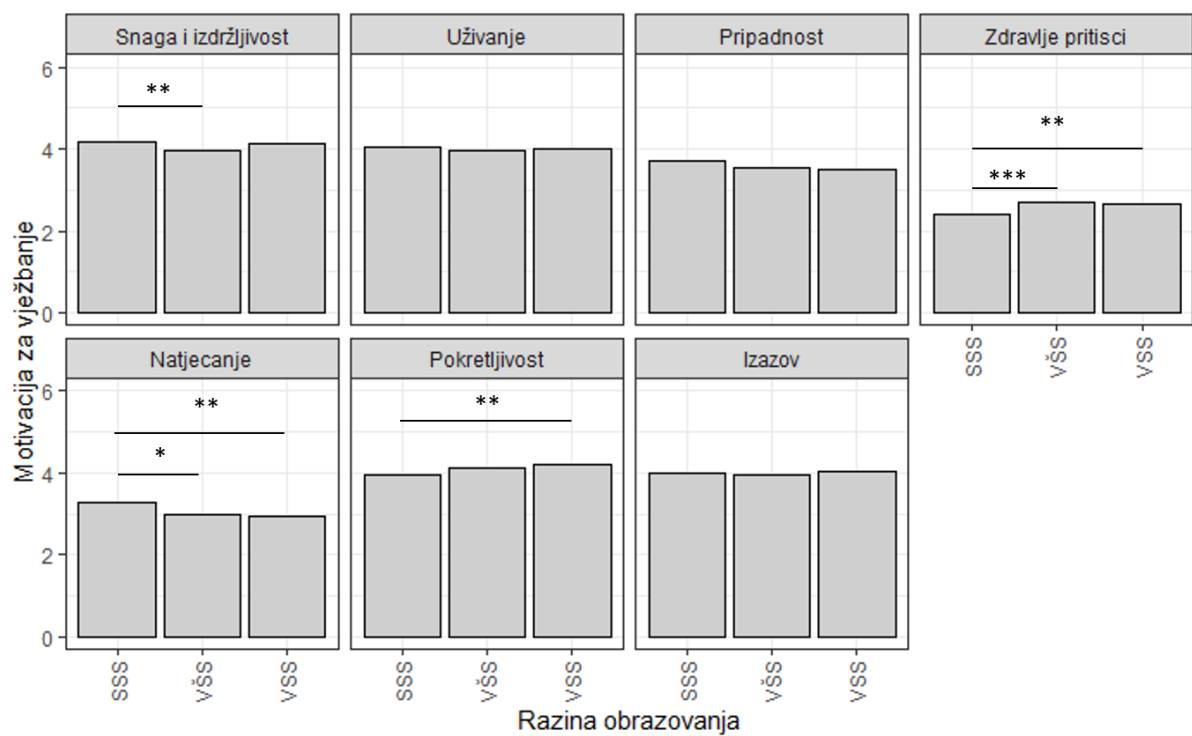 Snaga i izdržljivost
Uživanje
Pripadnost
Zdravlje pritisci
6
4
2
0
**
**
***
SSS
VŠS
VSS
Natjecanje
Pokretljivost
Izazov
6
4
2
0
**
*
**
SSS
VŠS
VSS
SSS
VŠS
VSS
SSS
VŠS
VSS
Motivacija za vježbanje
Razina obrazovanja